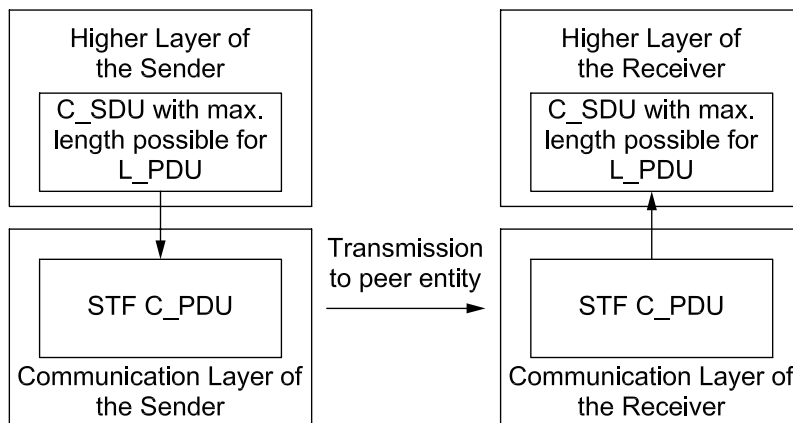 Higher Layer of
the Sender
C_SDU with max.
length possible for
L_PDU
Higher Layer of
the Receiver
C_SDU with max.
length possible for
L_PDU
Transmission
to peer entity
STF C_PDU
Communication Layer of
the Sender
STF C_PDU
Communication Layer of
the Receiver